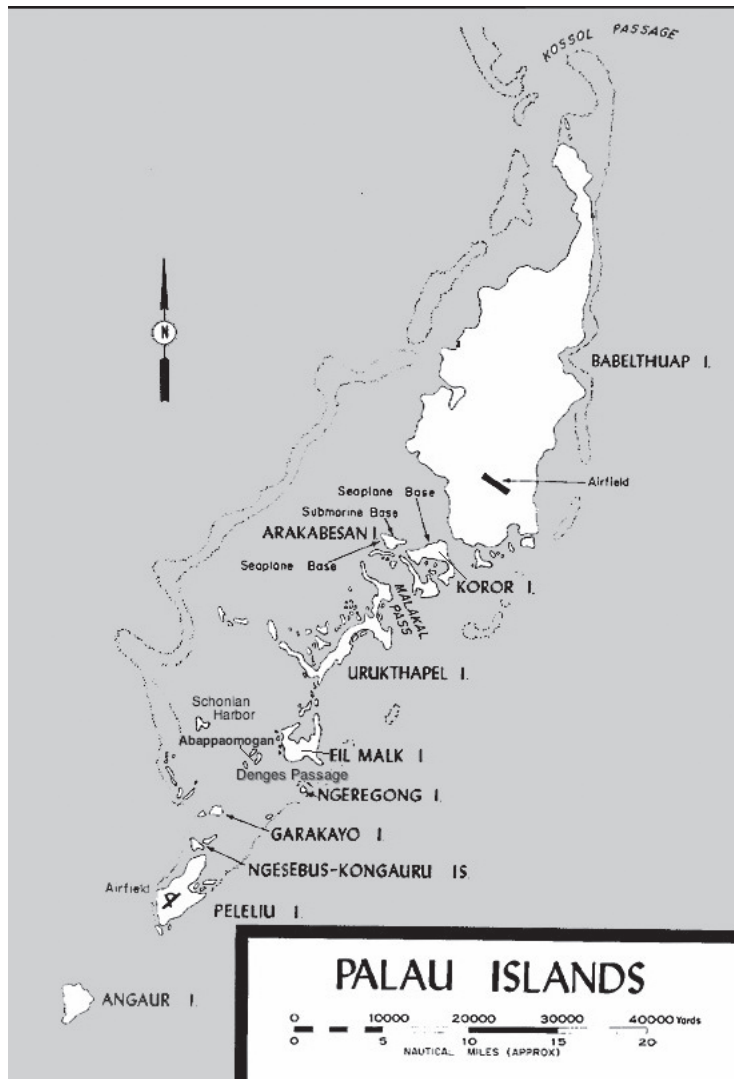 KOSSOL PASSAGE
N
BABELTHUAP I.
Airfield
Seaplane Base
Submarine Base
ARAKABESAN I.
Seaplane Base
KOROR I.
MALAKAL
PASS
URUKTHAPEL I.
Schonian
Harbor
Abappaomogan
EIL MALK I
Denges Passage
NGEREGONG I.
GARAKAYO I.
NGESEBUS-KONGAURU IS.
Airfield
PELELIU I.
ANGAUR I.
PALAU ISLANDS
0 10000 20000 30000 40000 Yards
0 5 10 15 20
NAUTICAL MILES (APPROX)